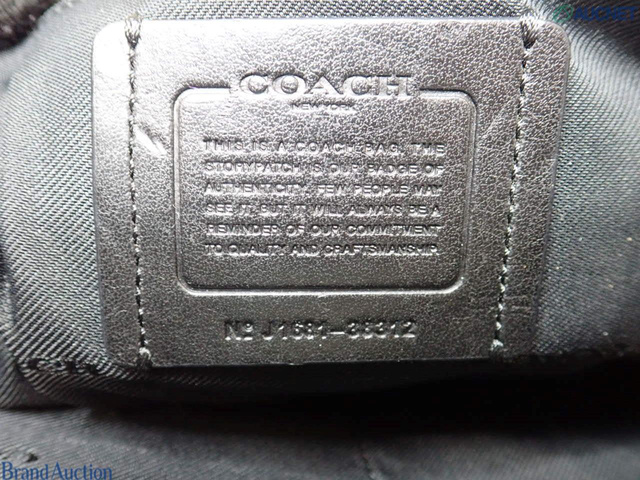 COACH
NEW YORK
THIS IS A COACH BAG. THE
STORYPATCH IS OUR BADGE OF
AUTHENTICITY. FEW PEOPLE MAY
SEE IT, BUT IT WILL ALWAYS BE A
REMINDER OF OUR COMMITMENT
TO QUALITY AND CRAFTSMANSHIP.
Nº J1681-36312
Brand Auction